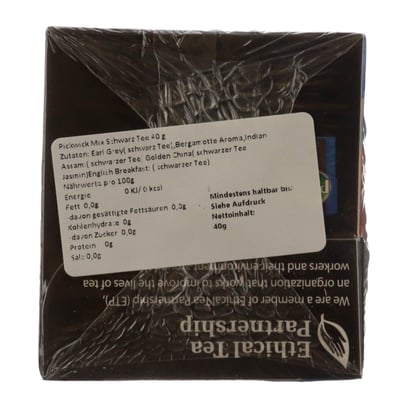 Pickwick Mix Schwarz Tee 40 g
Zutaten: Earl Grey( schwarz Tee),Bergamotte Aroma,Indian
Assam:( schwarzer Tee, Golden China( schwarzer Tee
Jasmin)English Breakfast: ( schwarzer Tee)
Nährwerte pro 100g
Energie 0 KJ/ 0 kcal
Fett 0,0g
-davon gesättigte Fettsäuren 0,0g
Kohlenhydrate 0g
-davon Zucker 0,0g
Protein 0g
Salz 0,0g
Mindestens haltbar bis:
Siehe Aufdruck
Nettoinhalt:
40g
Ethical Tea
Partnership
We are a member of Ethical Tea Partnership (ETP),
an organization that works to improve the lives of tea
workers and their environment